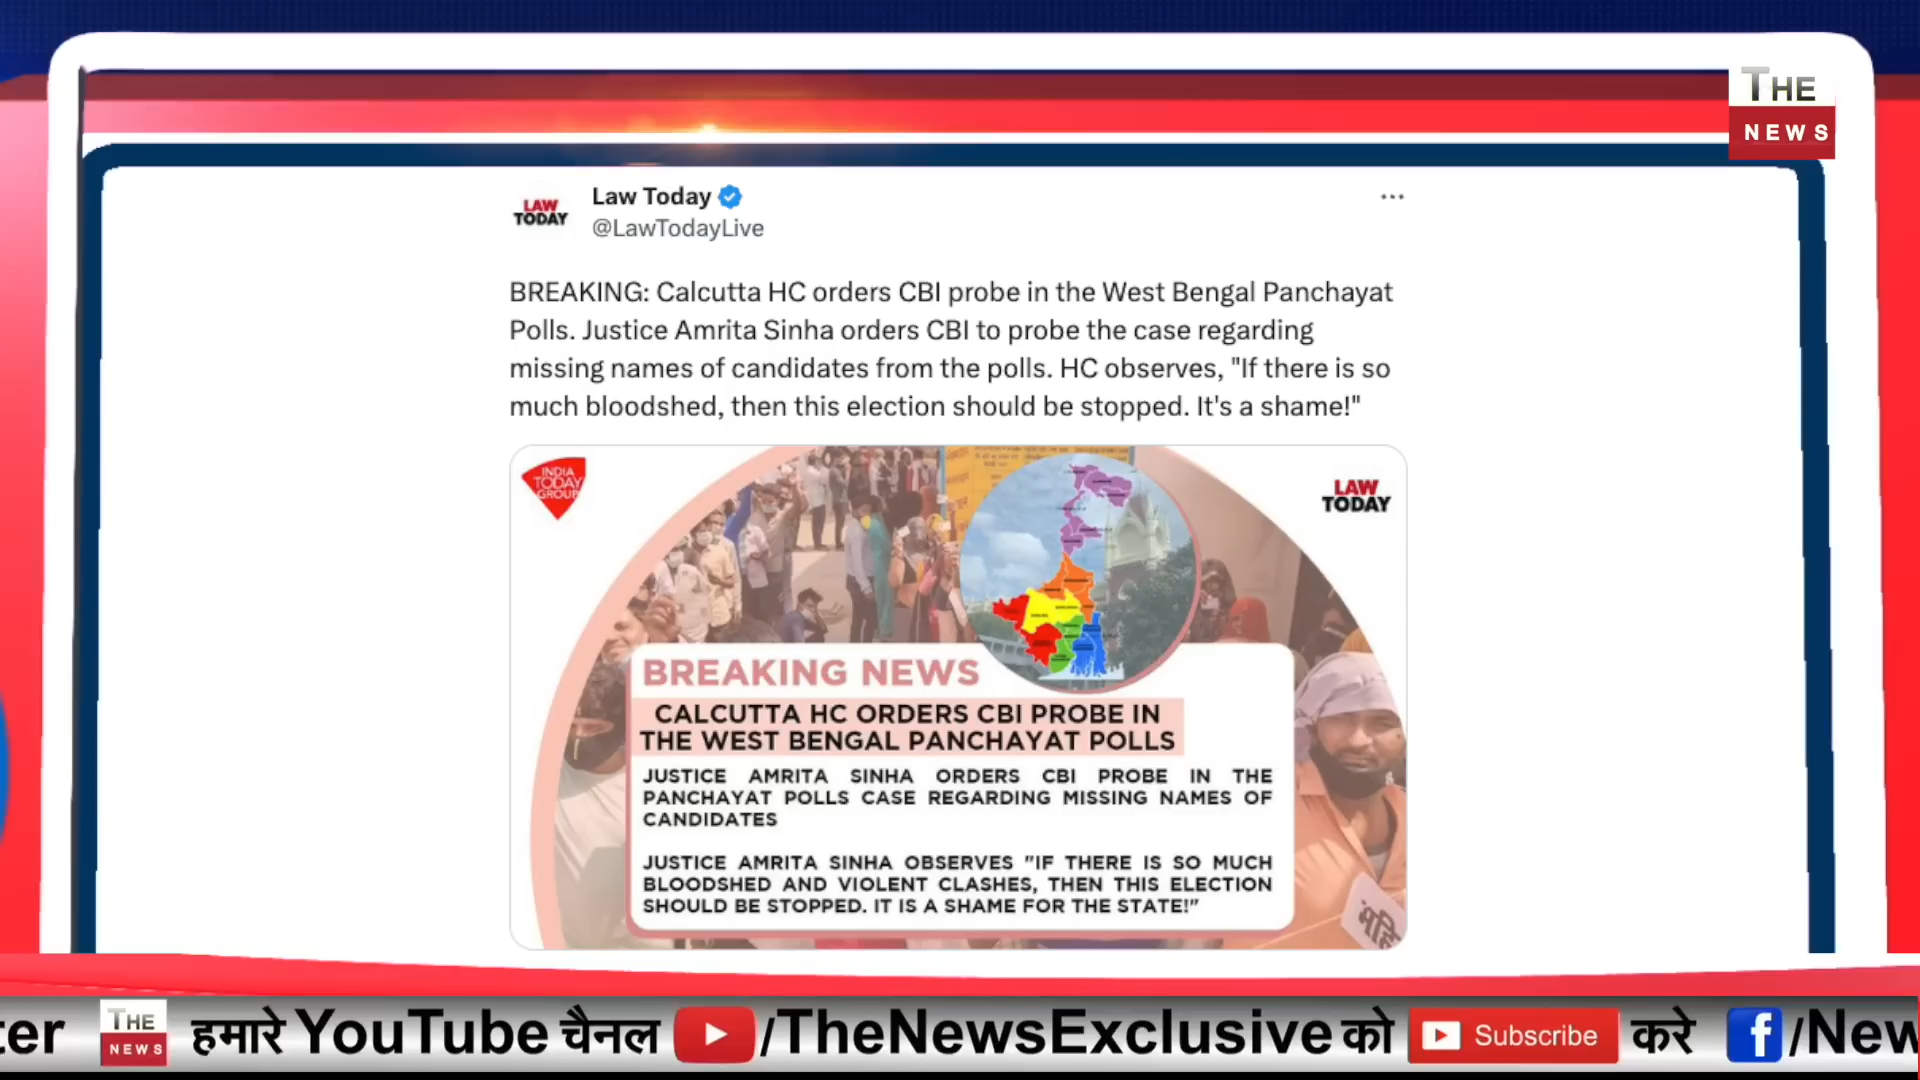 THE
NEWS
LAW
TODAY
Law Today
@LawTodayLive
BREAKING: Calcutta HC orders CBI probe in the West Bengal Panchayat
Polls. Justice Amrita Sinha orders CBI to probe the case regarding
missing names of candidates from the polls. HC observes, "If there is so
much bloodshed, then this election should be stopped. It's a shame!"
INDIA
TODAY
GROUP
LAW
TODAY
BREAKING NEWS
CALCUTTA HC ORDERS CBI PROBE IN
THE WEST BENGAL PANCHAYAT POLLS
JUSTICE AMRITA SINHA ORDERS CBI PROBE IN THE
PANCHAYAT POLLS CASE REGARDING MISSING NAMES OF
CANDIDATES
JUSTICE AMRITA SINHA OBSERVES "IF THERE IS SO MUCH
BLOODSHED AND VIOLENT CLASHES, THEN THIS ELECTION
SHOULD BE STOPPED. IT IS A SHAME FOR THE STATE!"
ter THE NEWS हमारे YouTube चैनल /TheNewsExclusive को Subscribe करे f/New